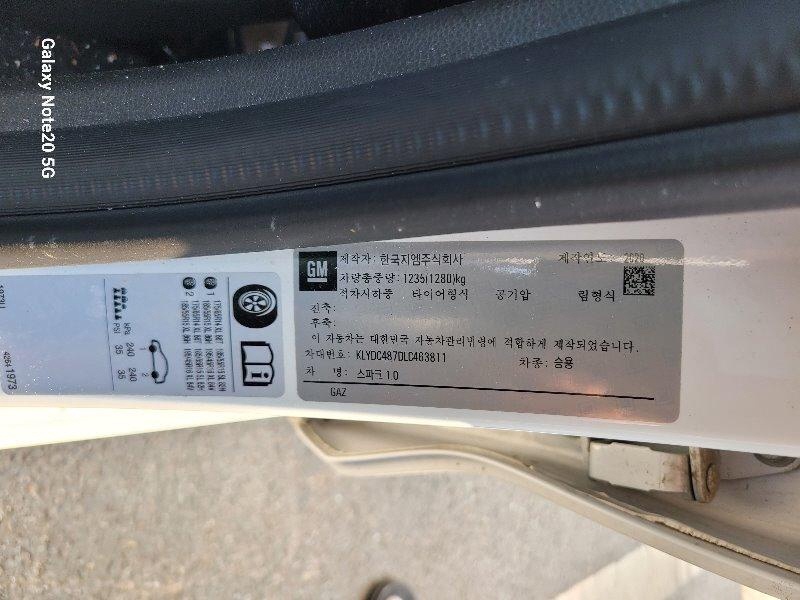 Galaxy Note20 5G
GM
제작자: 한국지엠주식회사 제작연도: 2020
차량총중량: 1235(1280)kg
적차시하중 타이어형식 공기압 림형식
전축:
후축:
이 자동차는 대한민국 자동차관리법령에 적합하게 제작되었습니다.
차대번호: KLYDC487DLC463811 차종: 승용
차 명: 스파크 1.0
GAZ
kPa 240 240
PSI 35 35
1 2
42641973